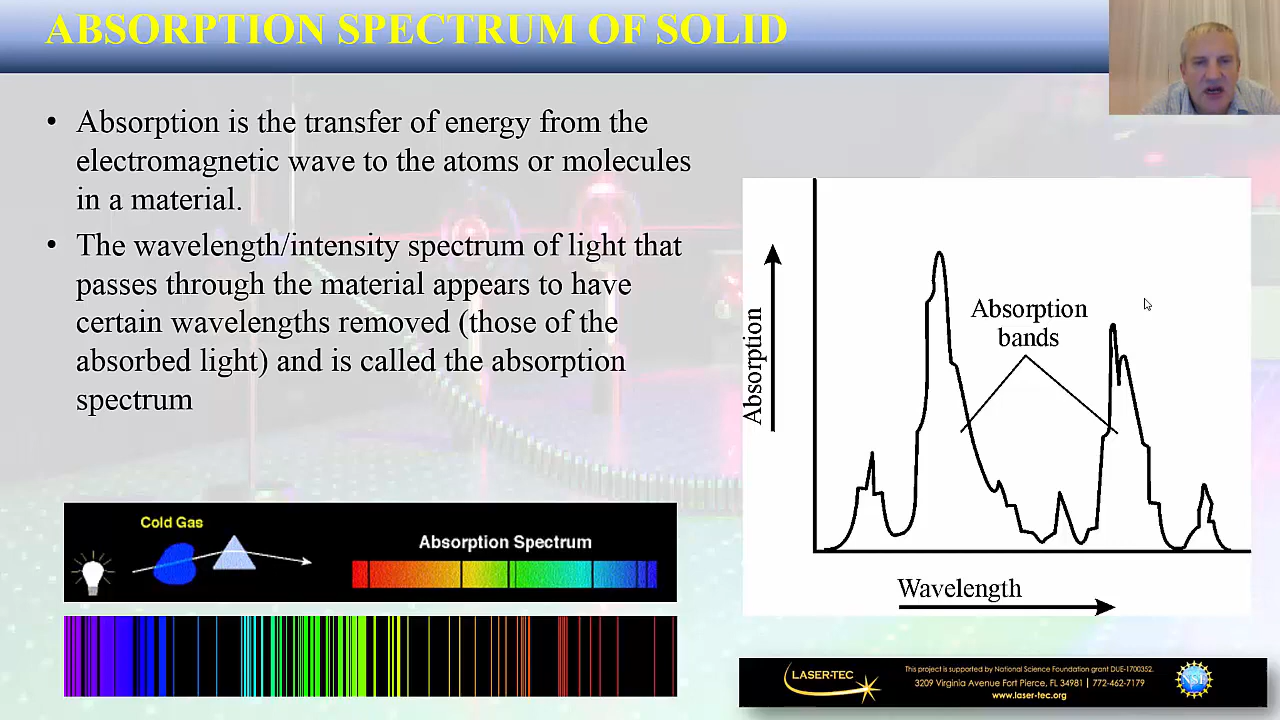 ABSORPTION SPECTRUM OF SOLID
• Absorption is the transfer of energy from the
electromagnetic wave to the atoms or molecules
in a material.
• The wavelength/intensity spectrum of light that
passes through the material appears to have
certain wavelengths removed (those of the
absorbed light) and is called the absorption
spectrum
Cold Gas
Absorption Spectrum
Absorption
Absorption
bands
Wavelength
LASER-TEC
This project is supported by National Science Foundation grant DUE-1700352.
3209 Virginia Avenue Fort Pierce, FL 34981 | 772-462-7179
www.laser-tec.org
NSF